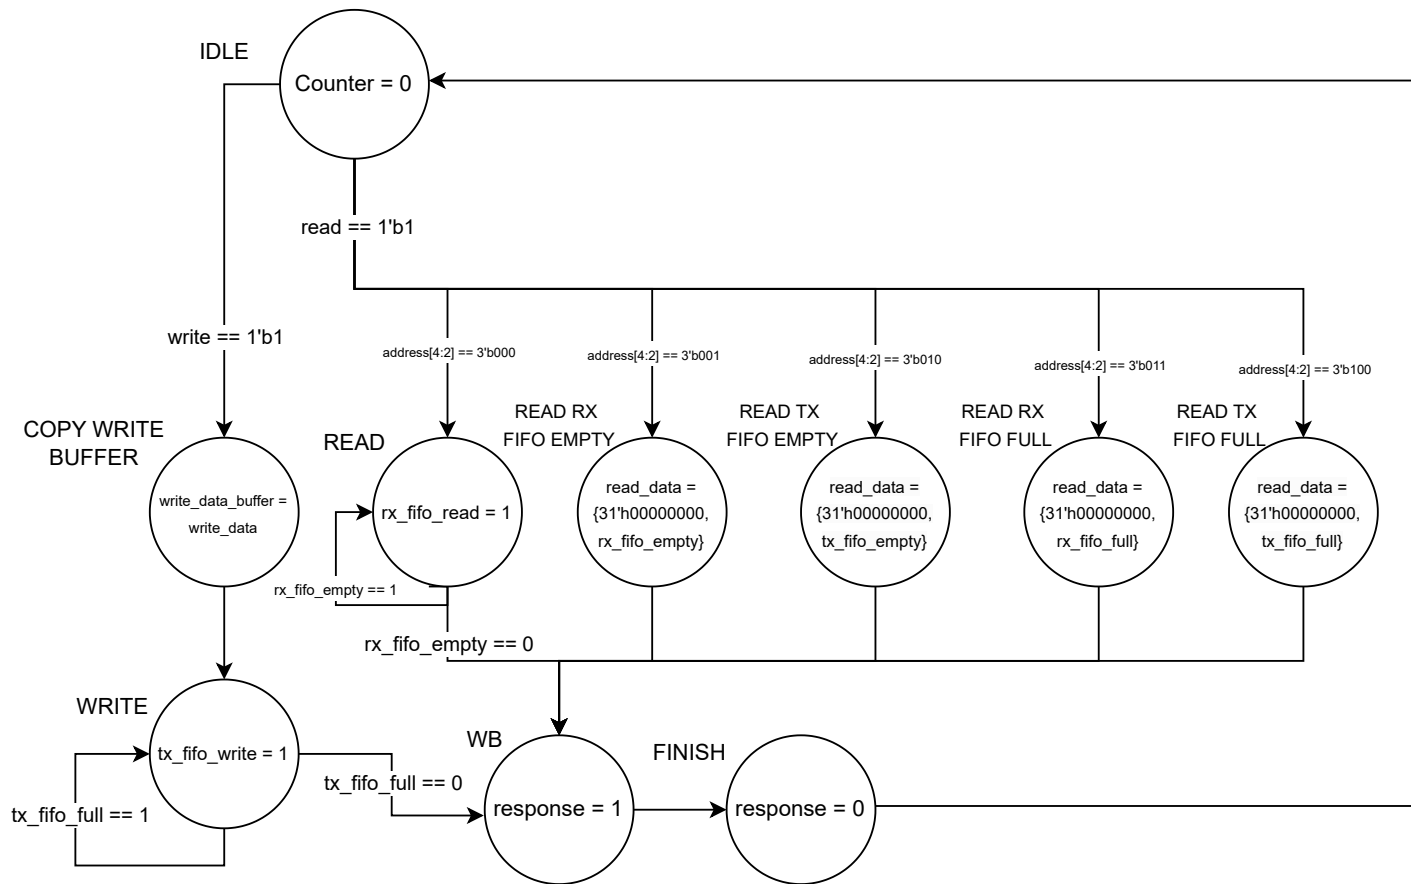 IDLE
Counter = 0
read == 1'b1
write == 1'b1
address[4:2] == 3'b000
address[4:2] == 3'b001
address[4:2] == 3'b010
address[4:2] == 3'b011
address[4:2] == 3'b100
COPY WRITE
BUFFER
READ
READ RX
FIFO EMPTY
READ TX
FIFO EMPTY
READ RX
FIFO FULL
READ TX
FIFO FULL
write_data_buffer =
write_data
rx_fifo_read = 1
read_data =
{31'h00000000,
rx_fifo_empty}
read_data =
{31'h00000000,
tx_fifo_empty}
read_data =
{31'h00000000,
rx_fifo_full}
read_data =
{31'h00000000,
tx_fifo_full}
rx_fifo_empty == 1
rx_fifo_empty == 0
WRITE
tx_fifo_write = 1
tx_fifo_full == 1
tx_fifo_full == 0
WB
response = 1
FINISH
response = 0